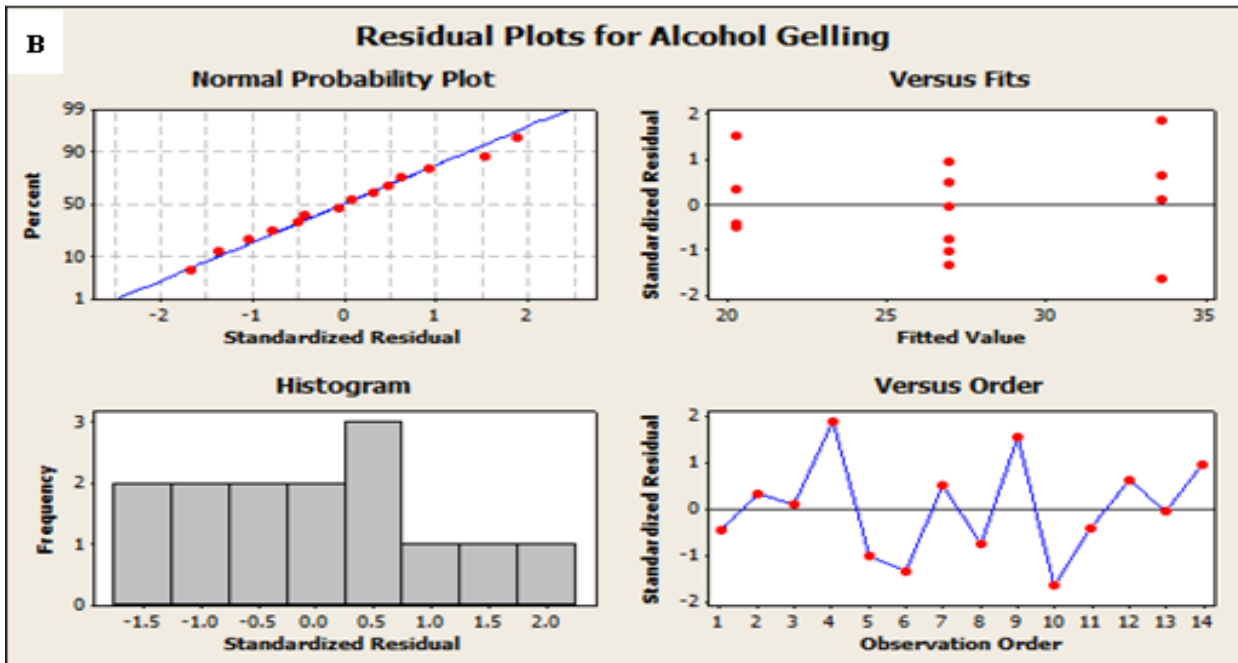 B
Residual Plots for Alcohol Gelling
Normal Probability Plot
99
90
50
10
1
Percent
-2 -1 0 1 2
Standardized Residual
Versus Fits
2
1
0
-1
-2
Standardized Residual
20 25 30 35
Fitted Value
Histogram
3
2
1
0
Frequency
-1.5 -1.0 -0.5 0.0 0.5 1.0 1.5 2.0
Standardized Residual
Versus Order
2
1
0
-1
-2
Standardized Residual
1 2 3 4 5 6 7 8 9 10 11 12 13 14
Observation Order